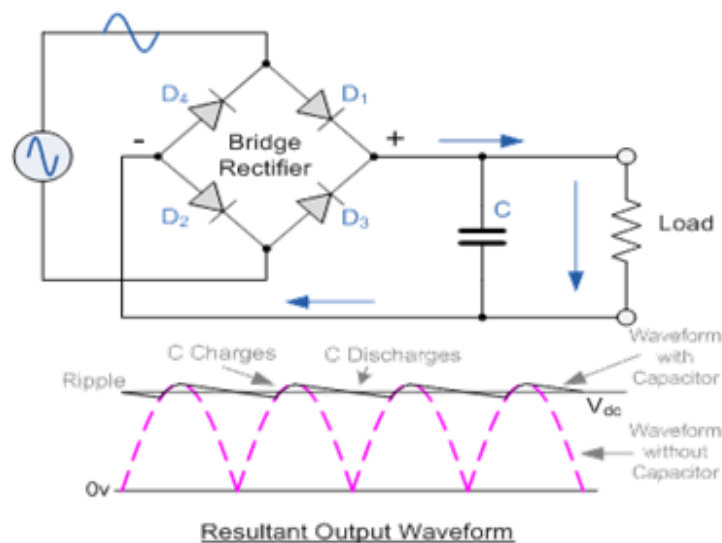 D4
D1
-
+
Bridge
Rectifier
D2
D3
C
Load
C Charges
C Discharges
Waveform
with
Capacitor
Ripple
Vdc
Waveform
without
Capacitor
0v
Resultant Output Waveform